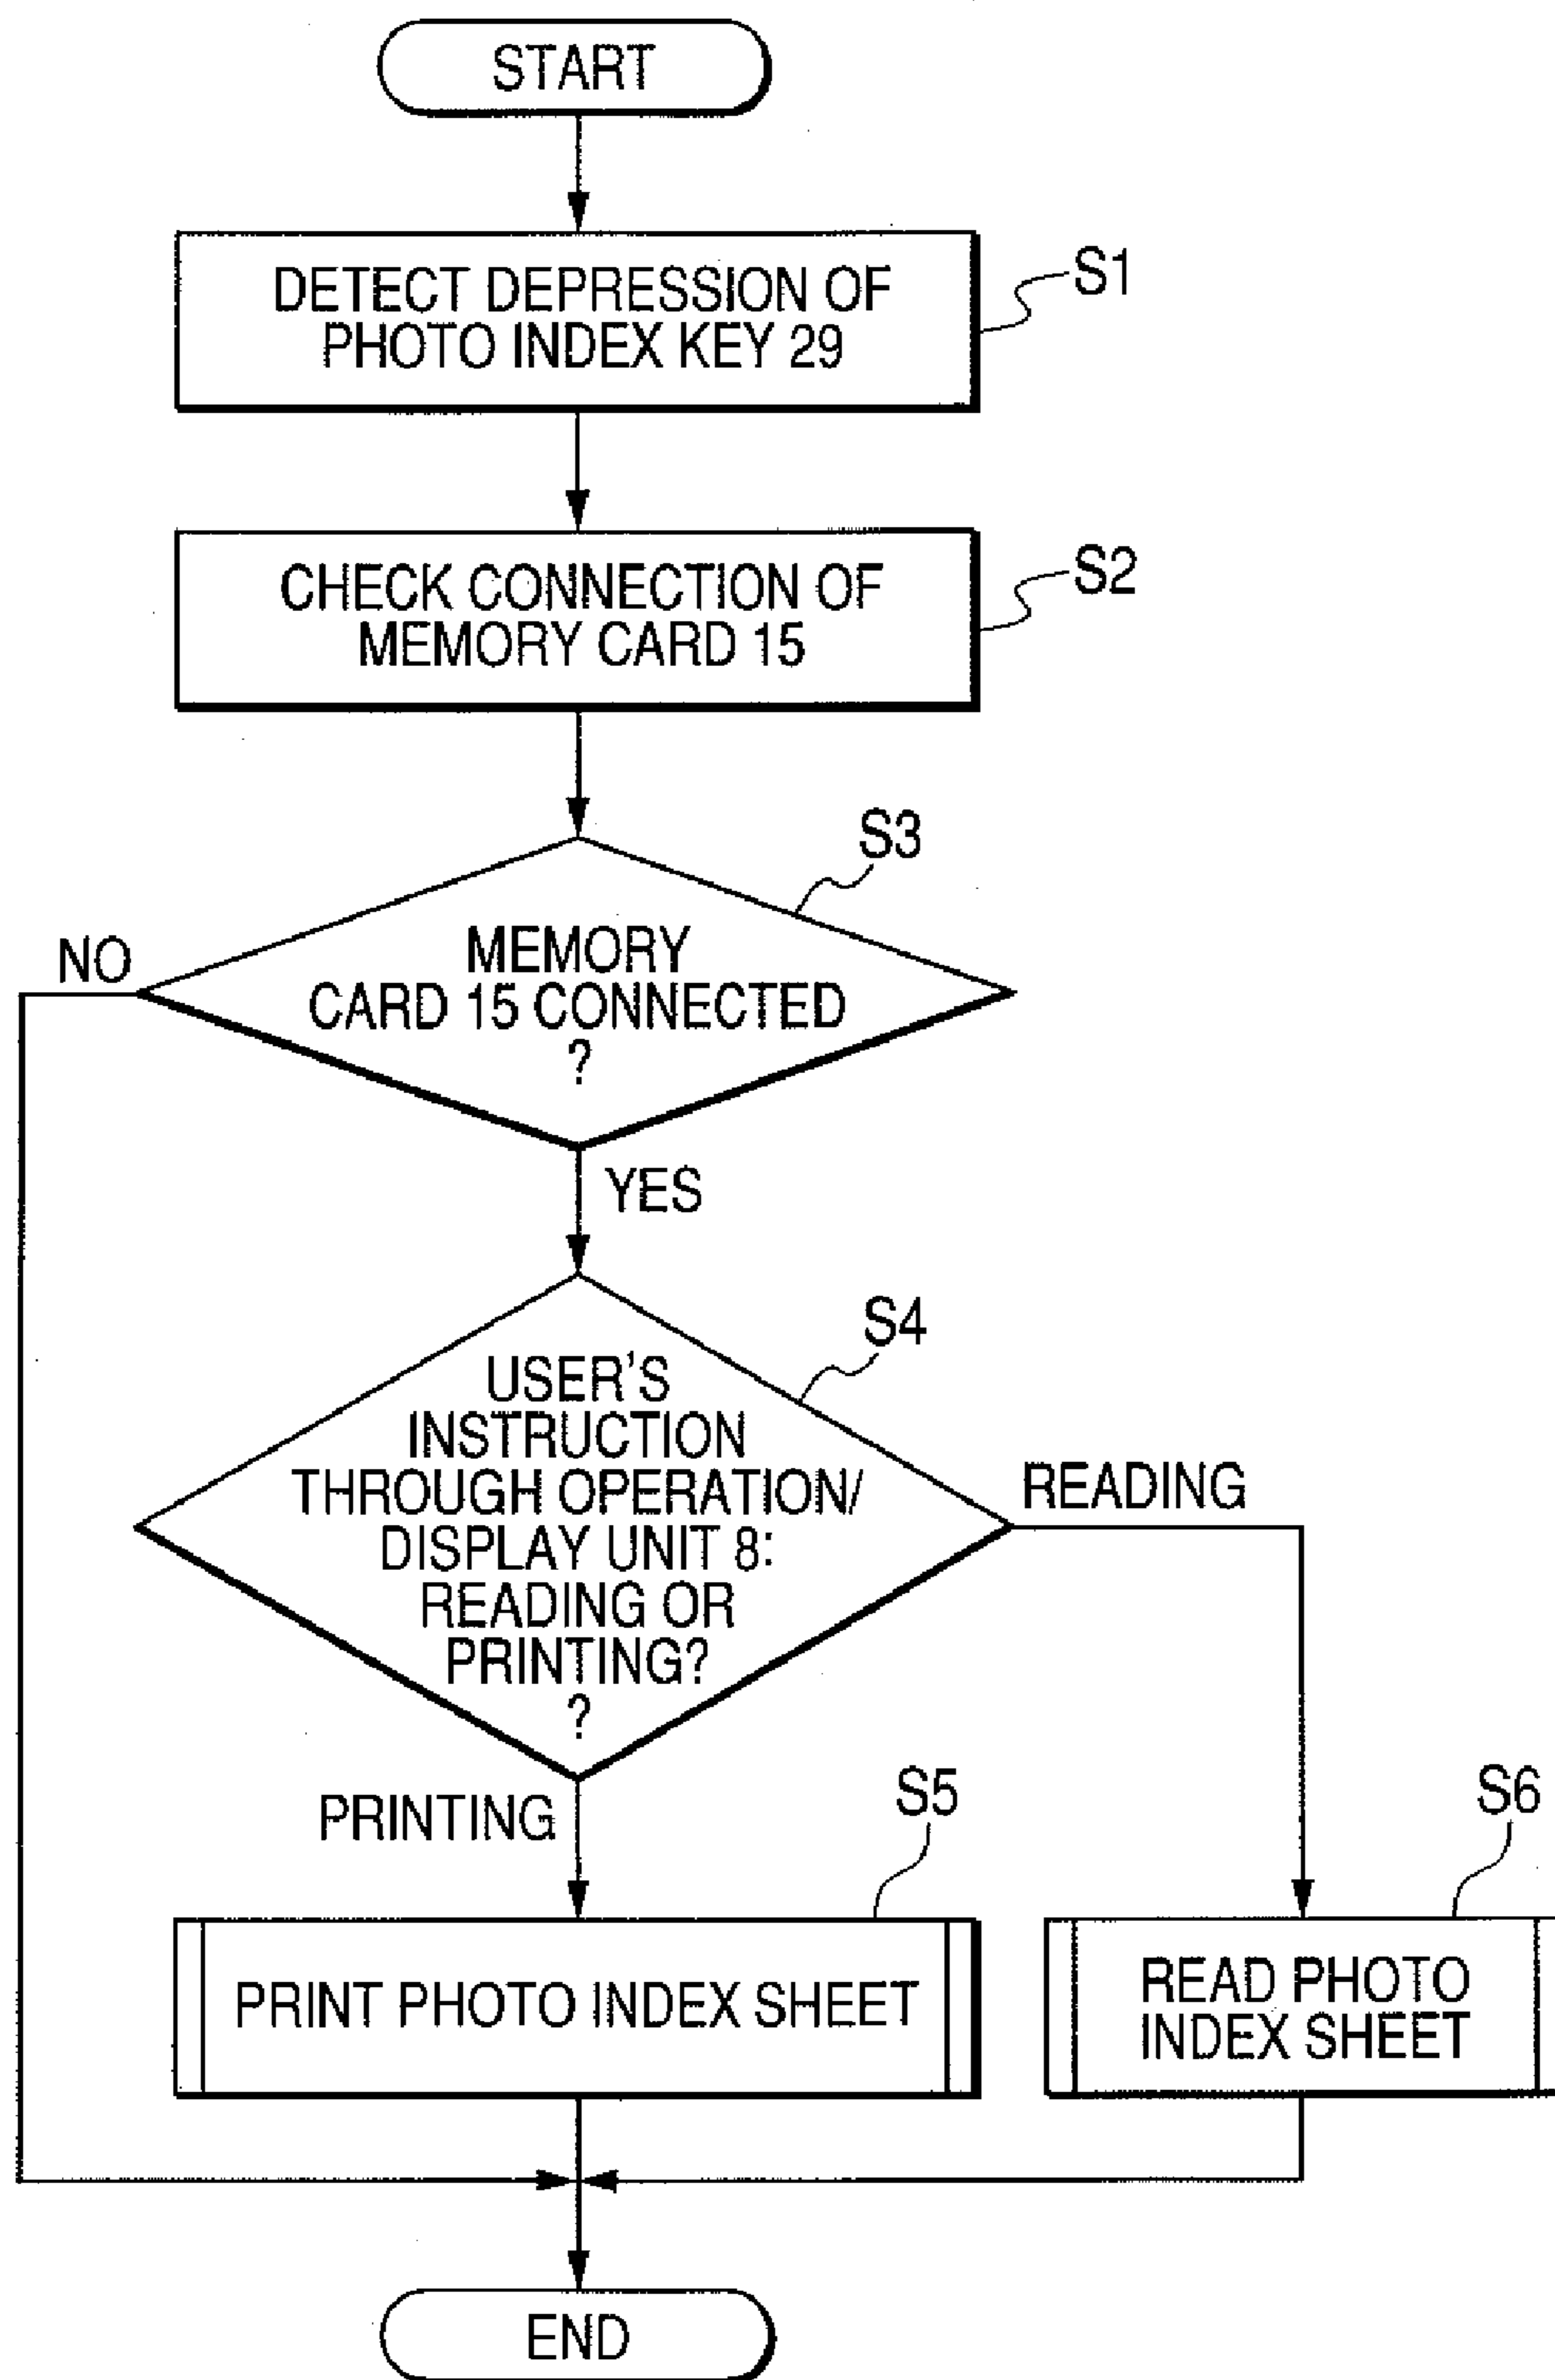 START
DETECT DEPRESSION OF
PHOTO INDEX KEY 29
S1
CHECK CONNECTION OF
MEMORY CARD 15
S2
S3
NO
MEMORY
CARD 15 CONNECTED
?
YES
S4
USER'S
INSTRUCTION
THROUGH OPERATION/
DISPLAY UNIT 8:
READING OR
PRINTING?
?
READING
PRINTING
S5
S6
PRINT PHOTO INDEX SHEET
READ PHOTO
INDEX SHEET
END